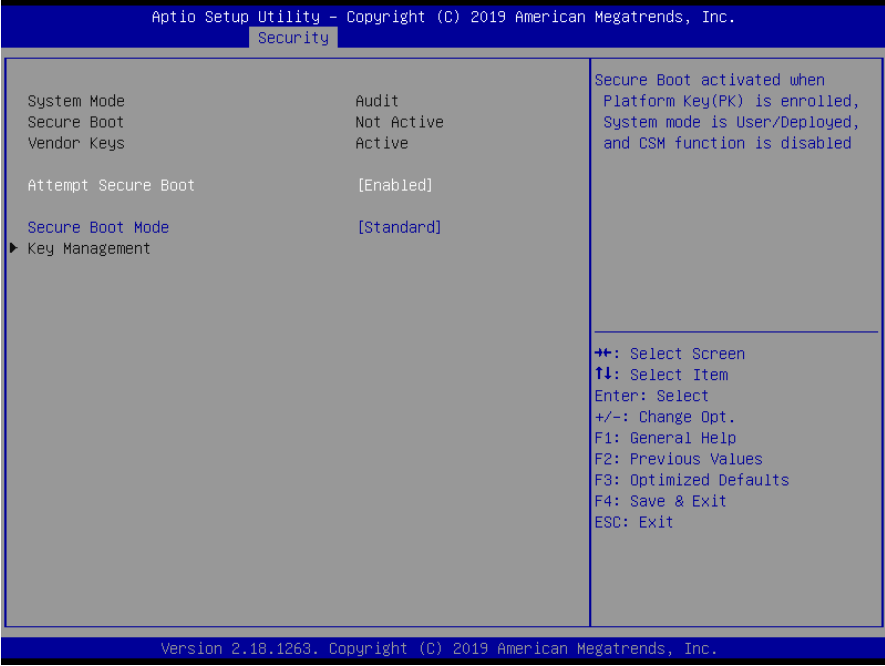 Aptio Setup Utility – Copyright (C) 2019 American Megatrends, Inc.
Security
System Mode Audit
Secure Boot Not Active
Vendor Keys Active
Attempt Secure Boot [Enabled]
Secure Boot Mode [Standard]
Key Management
Secure Boot activated when
Platform Key(PK) is enrolled,
System mode is User/Deployed,
and CSM function is disabled
→←: Select Screen
↑↓: Select Item
Enter: Select
+/-: Change Opt.
F1: General Help
F2: Previous Values
F3: Optimized Defaults
F4: Save & Exit
ESC: Exit
Version 2.18.1263. Copyright (C) 2019 American Megatrends, Inc.